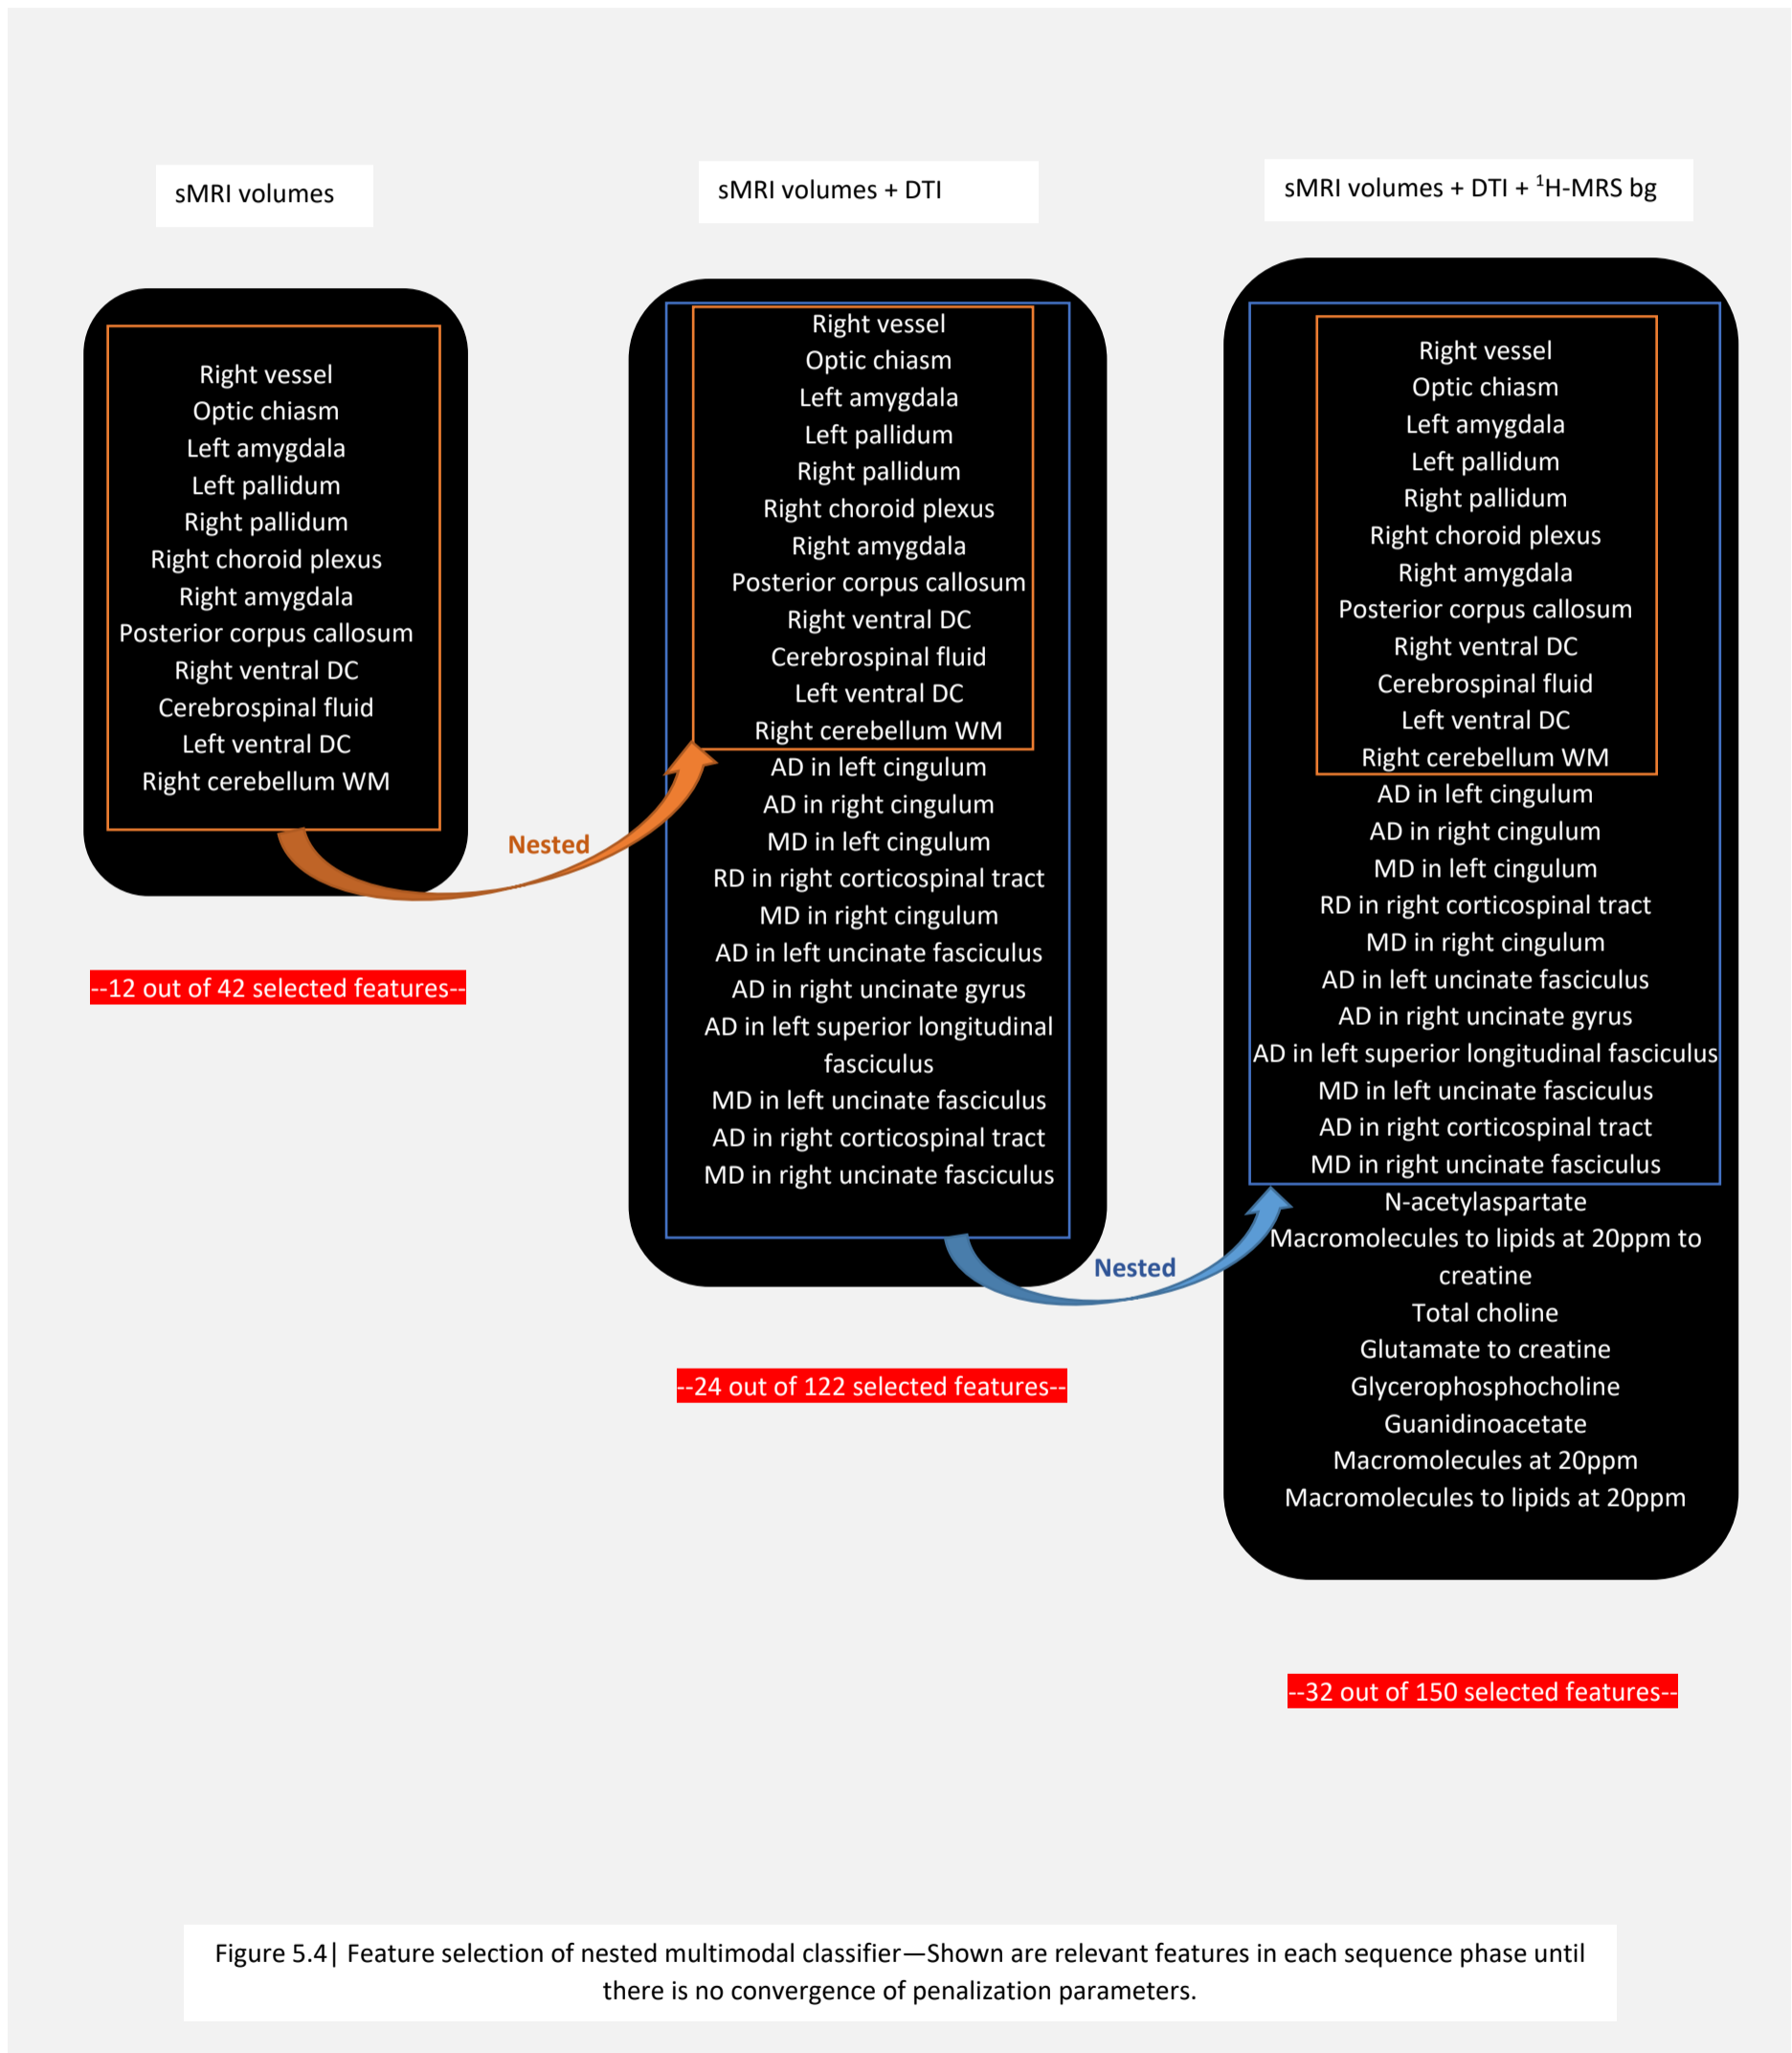 sMRI volumes
Right vessel
Optic chiasm
Left amygdala
Left pallidum
Right pallidum
Right choroid plexus
Right amygdala
Posterior corpus callosum
Right ventral DC
Cerebrospinal fluid
Left ventral DC
Right cerebellum WM
--12 out of 42 selected features--
Nested
sMRI volumes + DTI
Right vessel
Optic chiasm
Left amygdala
Left pallidum
Right pallidum
Right choroid plexus
Right amygdala
Posterior corpus callosum
Right ventral DC
Cerebrospinal fluid
Left ventral DC
Right cerebellum WM
AD in left cingulum
AD in right cingulum
MD in left cingulum
RD in right corticospinal tract
MD in right cingulum
AD in left uncinate fasciculus
AD in right uncinate gyrus
AD in left superior longitudinal
fasciculus
MD in left uncinate fasciculus
AD in right corticospinal tract
MD in right uncinate fasciculus
--24 out of 122 selected features--
Nested
sMRI volumes + DTI + ¹H-MRS bg
Right vessel
Optic chiasm
Left amygdala
Left pallidum
Right pallidum
Right choroid plexus
Right amygdala
Posterior corpus callosum
Right ventral DC
Cerebrospinal fluid
Left ventral DC
Right cerebellum WM
AD in left cingulum
AD in right cingulum
MD in left cingulum
RD in right corticospinal tract
MD in right cingulum
AD in left uncinate fasciculus
AD in right uncinate gyrus
AD in left superior longitudinal fasciculus
MD in left uncinate fasciculus
AD in right corticospinal tract
MD in right uncinate fasciculus
N-acetylaspartate
Macromolecules to lipids at 20ppm to
creatine
Total choline
Glutamate to creatine
Glycerophosphocholine
Guanidinoacetate
Macromolecules at 20ppm
Macromolecules to lipids at 20ppm
--32 out of 150 selected features--
Figure 5.4| Feature selection of nested multimodal classifier—Shown are relevant features in each sequence phase until
there is no convergence of penalization parameters.